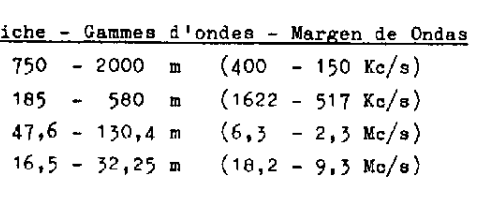 iche - Gammes d'ondes - Margen de Ondas
750 - 2000 m (400 - 150 Kc/s)
185 - 580 m (1622 - 517 Kc/s)
47,6 - 130,4 m (6,3 - 2,3 Mc/s)
16,5 - 32,25 m (18,2 - 9,3 Mc/s)